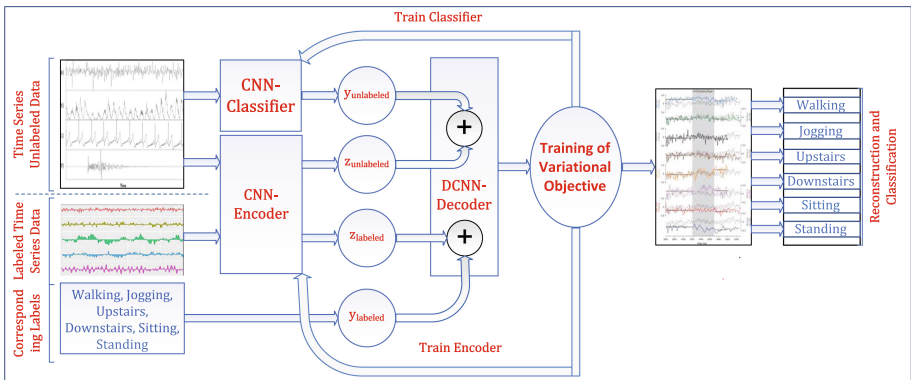 Train Classifier
Time Series
Unlabeled Data
Time
CNN-
Classifier
yunlabeled
+
CNN-
Encoder
zunlabeled
DCNN-
Decoder
Training of
Variational
Objective
Labeled Time
Series Data
zlabeled
+
Correspond
ing Labels
Walking, Jogging,
Upstairs,
Downstairs, Sitting,
Standing
ylabeled
Train Encoder
Walking
Jogging
Upstairs
Downstairs
Sitting
Standing
Reconstruction and
Classification